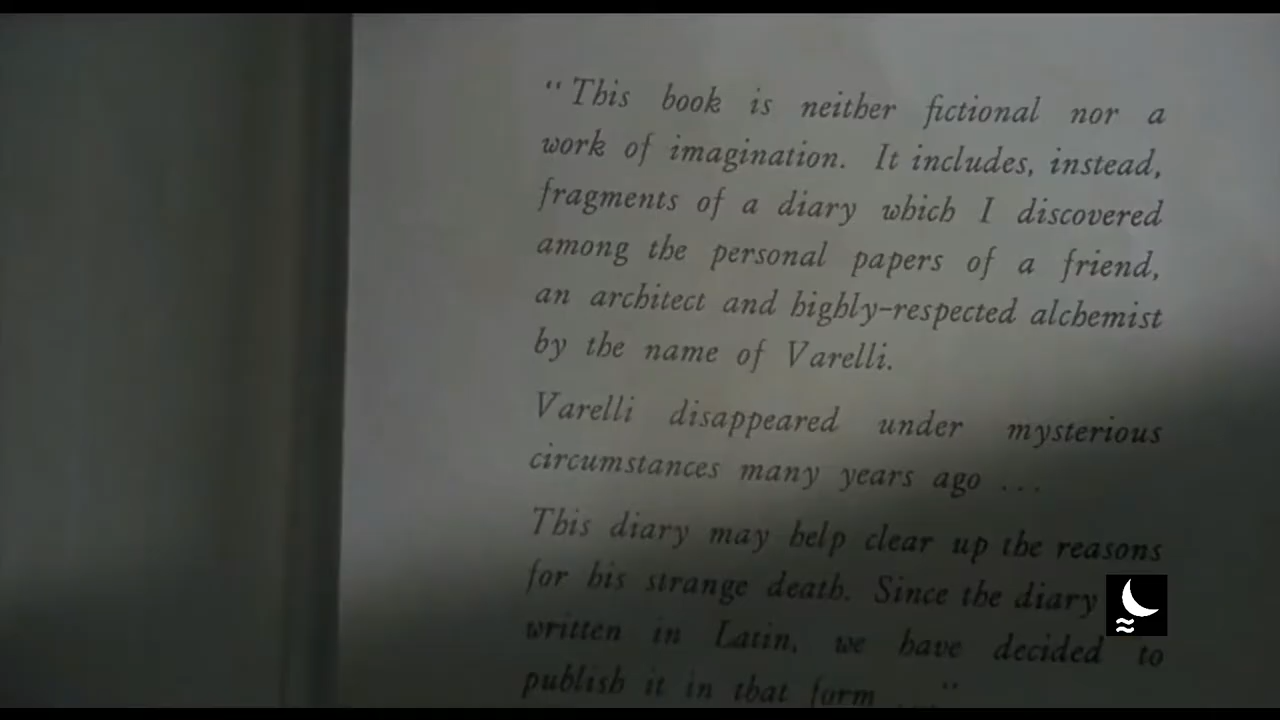 “This book is neither fictional nor a
work of imagination. It includes, instead,
fragments of a diary which I discovered
among the personal papers of a friend,
an architect and highly-respected alchemist
by the name of Varelli.
Varelli disappeared under mysterious
circumstances many years ago ...
This diary may help clear up the reasons
for his strange death. Since the diary
written in Latin, we have decided to
publish it in that form ...”